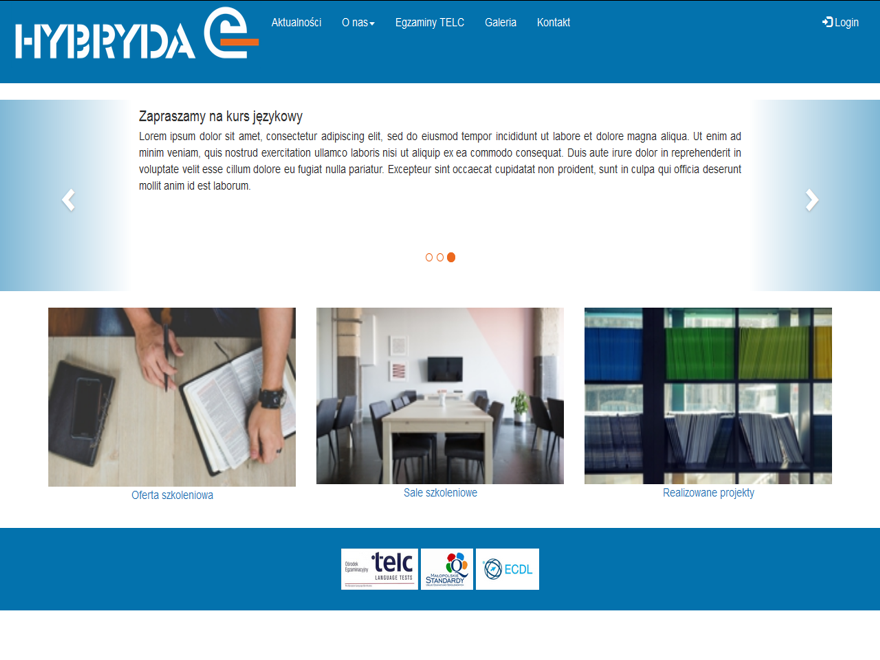 HYBRYDA e
Aktualności
O nas
Egzaminy TELC
Galeria
Kontakt
Login
Zapraszamy na kurs językowy
Lorem ipsum dolor sit amet, consectetur adipiscing elit, sed do eiusmod tempor incididunt ut labore et dolore magna aliqua. Ut enim ad
minim veniam, quis nostrud exercitation ullamco laboris nisi ut aliquip ex ea commodo consequat. Duis aute irure dolor in reprehenderit in
voluptate velit esse cillum dolore eu fugiat nulla pariatur. Excepteur sint occaecat cupidatat non proident, sunt in culpa qui officia deserunt
mollit anim id est laborum.
Oferta szkoleniowa
Sale szkoleniowe
Realizowane projekty
Ośrodek
Egzaminacyjny
telc
LANGUAGE TESTS
MAŁOPOLSKIE
STANDARDY
ECDL